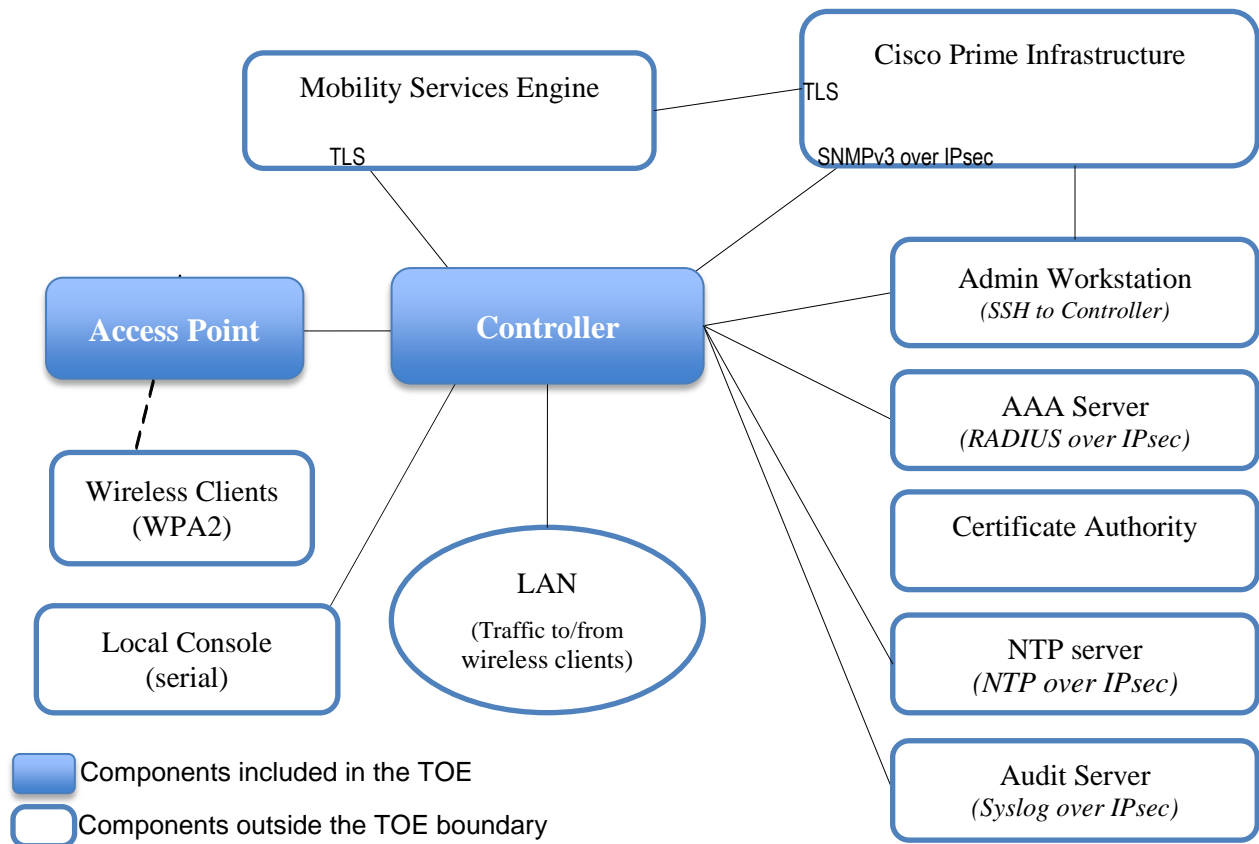 Cisco Prime Infrastructure
Mobility Services Engine
TLS
TLS
SNMPv3 over IPsec
Admin Workstation
(SSH to Controller)
Access Point
Controller
AAA Server
(RADIUS over IPsec)
Wireless Clients
(WPA2)
Certificate Authority
LAN
(Traffic to/from
wireless clients)
Local Console
(serial)
NTP server
(NTP over IPsec)
Components included in the TOE
Audit Server
(Syslog over IPsec)
Components outside the TOE boundary